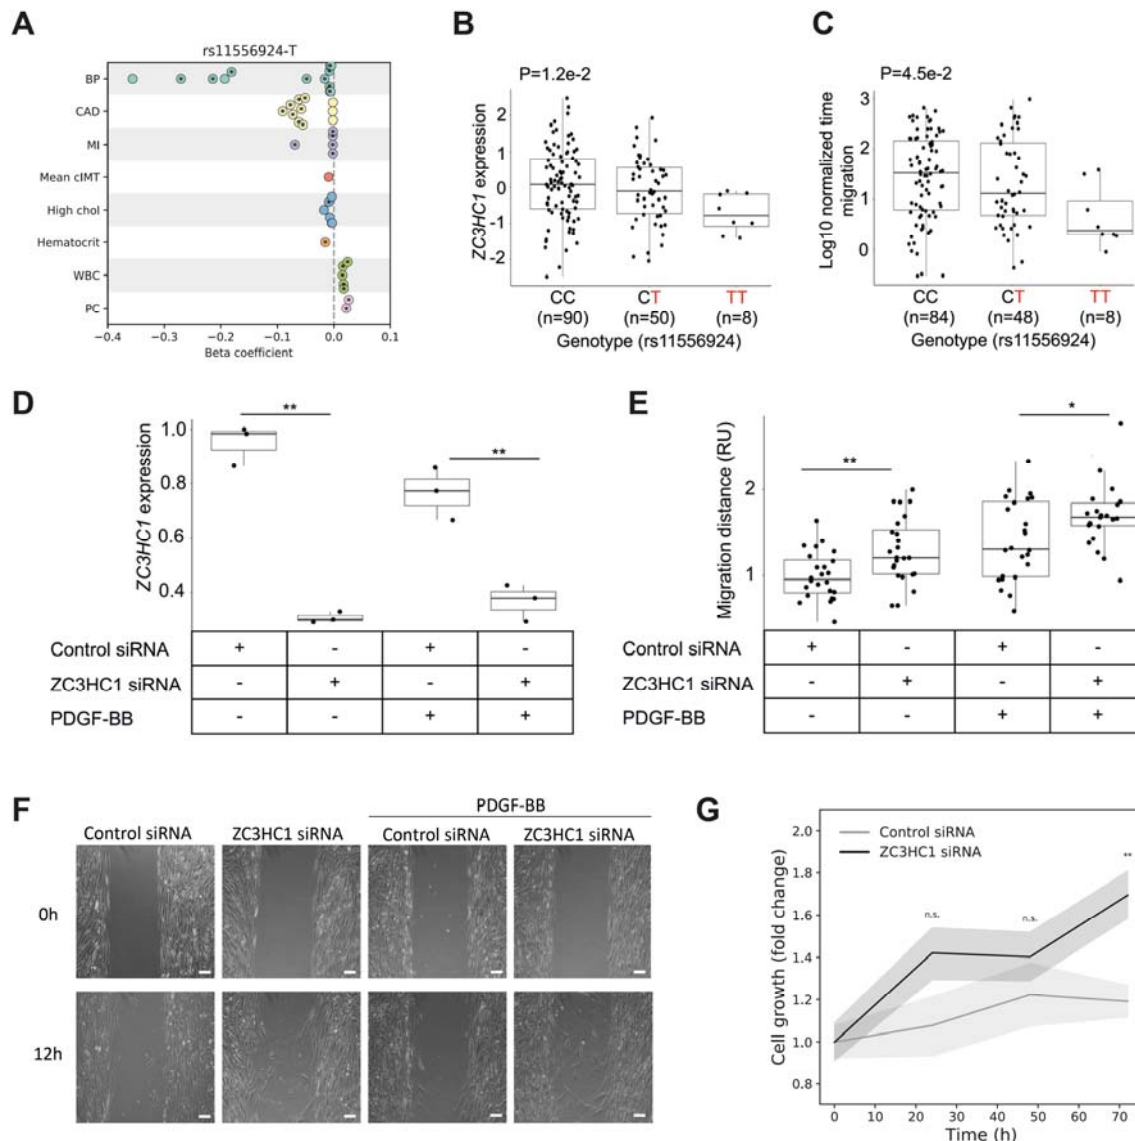 A
rs11556924-T
BP
CAD
MI
Mean cIMT
High chol
Hematocrit
WBC
PC
−0.4 −0.3 −0.2 −0.1 0.0 0.1
Beta coefficient
B
P=1.2e-2
ZC3HC1 expression
2
1
0
-1
-2
CC CT TT
(n=90) (n=50) (n=8)
Genotype (rs11556924)
C
P=4.5e-2
Log10 normalized time
migration
3
2
1
0
CC CT TT
(n=84) (n=48) (n=8)
Genotype (rs11556924)
D
ZC3HC1 expression
1.0
0.8
0.6
0.4
**
**
Control siRNA + - + -
ZC3HC1 siRNA - + - +
PDGF-BB - - + +
E
Migration distance (RU)
2
1
**
*
Control siRNA + - + -
ZC3HC1 siRNA - + - +
PDGF-BB - - + +
F
PDGF-BB
Control siRNA ZC3HC1 siRNA Control siRNA ZC3HC1 siRNA
0h
12h
G
Cell growth (fold change)
2.0
1.8
1.6
1.4
1.2
1.0
0.8
Control siRNA
ZC3HC1 siRNA
n.s.
n.s.
**
0 10 20 30 40 50 60 70
Time (h)